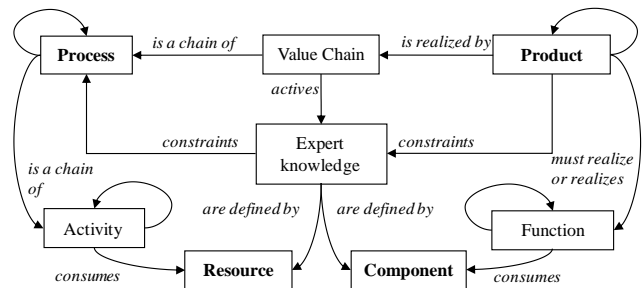 is a chain of
is realized by
Process
Value Chain
Product
actives
constraints
Expert
knowledge
constraints
is a chain
of
must realize
or realizes
are defined by
are defined by
Activity
Function
consumes
Resource
Component
consumes